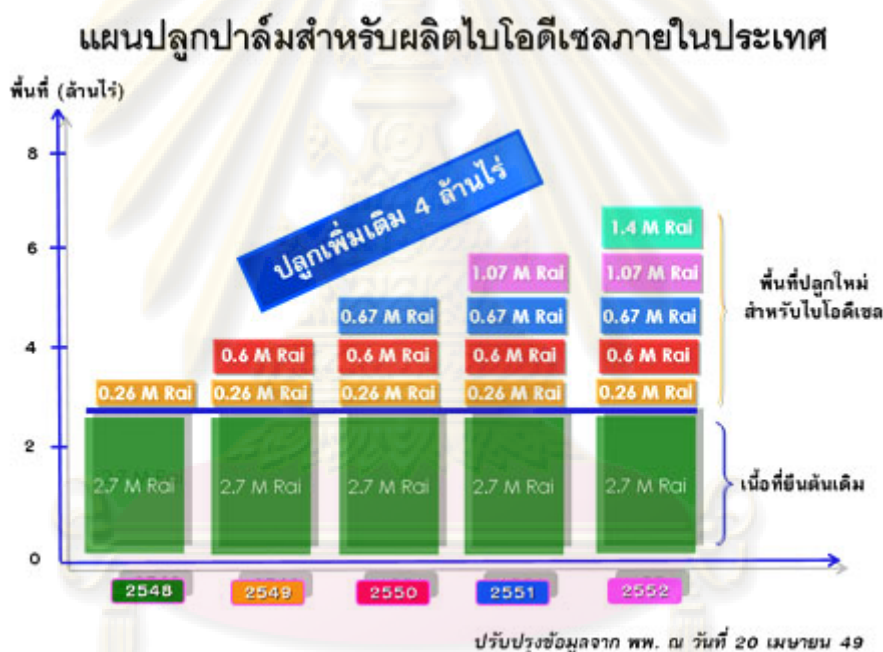 แผนปลูกปาล์มสำหรับผลิตไบโอดีเซลภายในประเทศ
พื้นที่ (ล้านไร่)
8
ปลูกเพิ่มเติม 4 ล้านไร่
1.4 M Rai
6
1.07 M Rai 1.07 M Rai
พื้นที่ปลูกใหม่
สำหรับไบโอดีเซล
0.67 M Rai 0.67 M Rai 0.67 M Rai
4
0.6 M Rai 0.6 M Rai 0.6 M Rai 0.6 M Rai
0.26 M Rai 0.26 M Rai 0.26 M Rai 0.26 M Rai 0.26 M Rai
2
2.7 M Rai 2.7 M Rai 2.7 M Rai 2.7 M Rai 2.7 M Rai
เนื้อที่ยืนต้นเดิม
0
2548 2549 2550 2551 2552
ปรับปรุงข้อมูลจาก พพ. ณ วันที่ 20 เมษายน 49